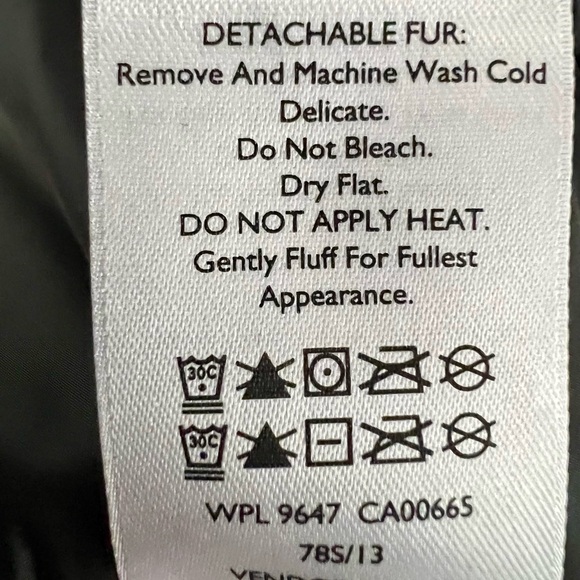 DETACHABLE FUR:
Remove And Machine Wash Cold
Delicate.
Do Not Bleach.
Dry Flat.
DO NOT APPLY HEAT.
Gently Fluff For Fullest
Appearance.
30C
30C
WPL 9647 CA00665
78S/13